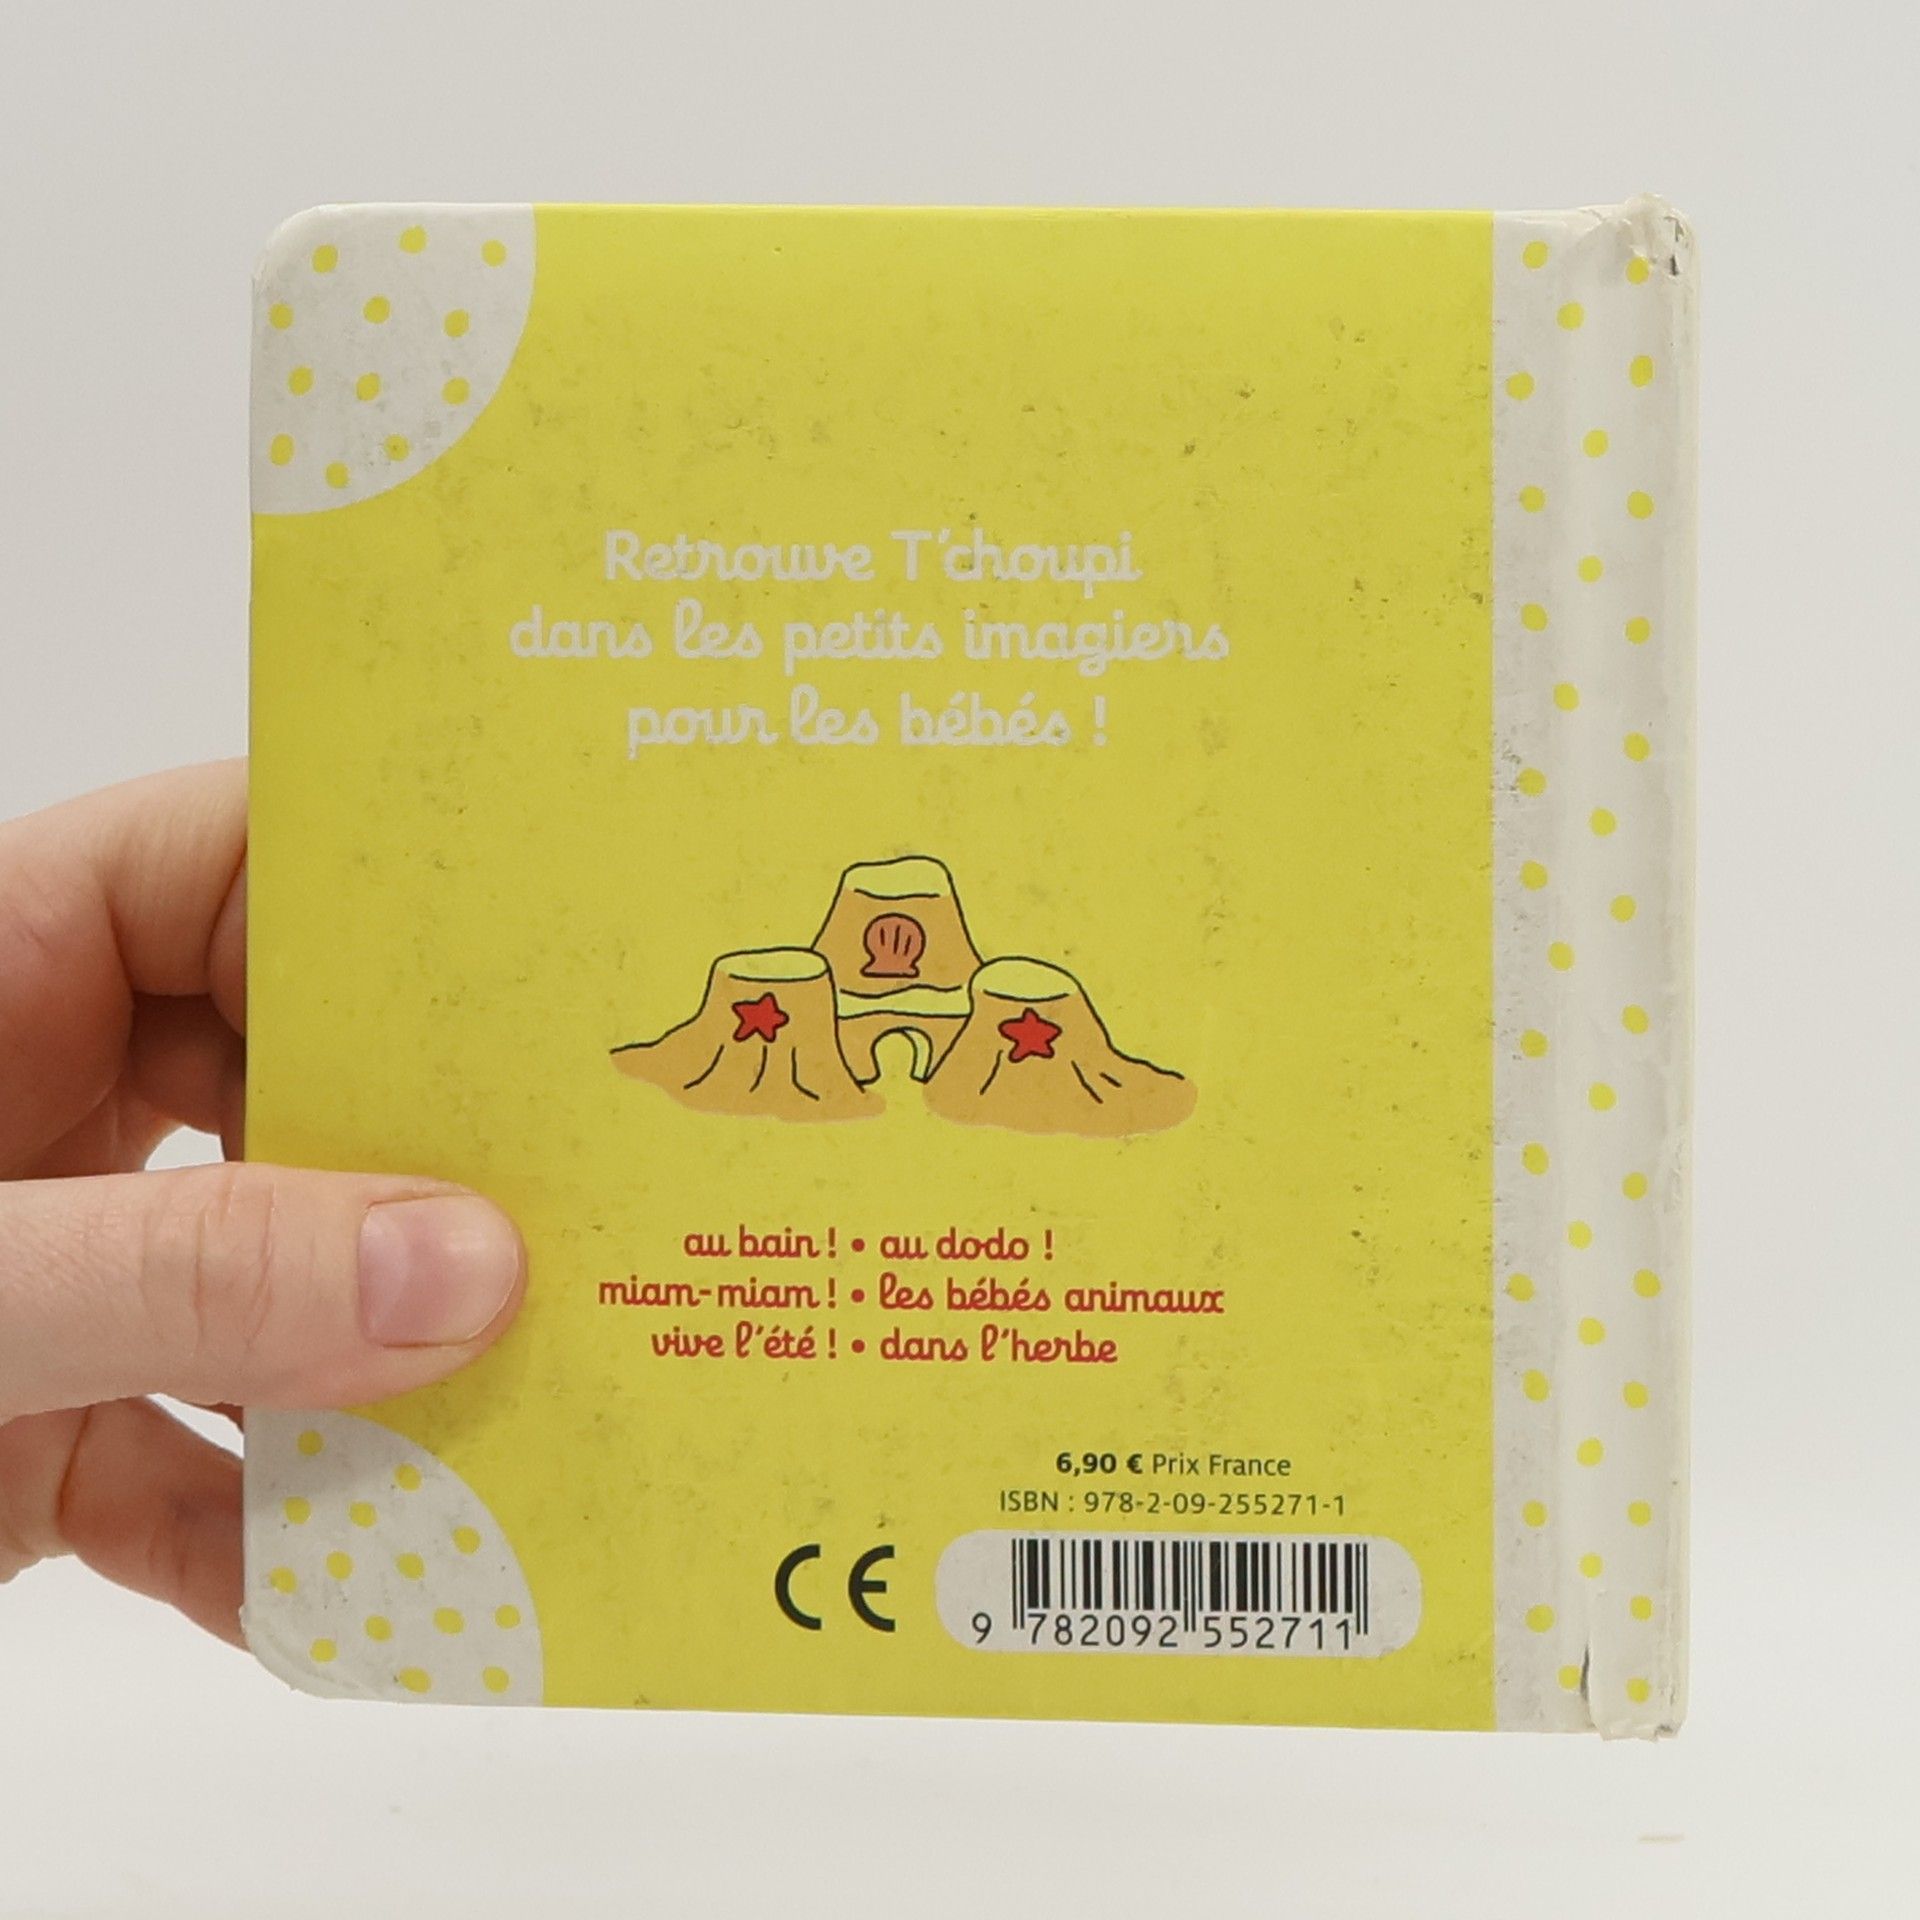 Retrouve T'choupi
dans les petits imagiers
pour les bébés !
au bain ! • au dodo !
miam-miam ! • les bébés animaux
vive l'été ! • dans l'herbe
6,90 € Prix France
ISBN : 978-2-09-255271-1
CE
9 782092 552711